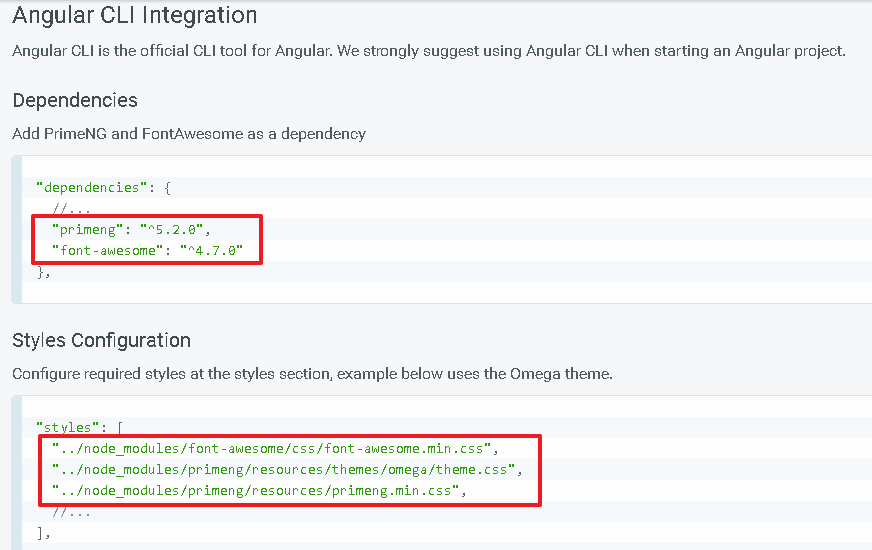 Angular CLI Integration
Angular CLI is the official CLI tool for Angular. We strongly suggest using Angular CLI when starting an Angular project.
Dependencies
Add PrimeNG and FontAwesome as a dependency
"dependencies": {
//...
"primeng": "^5.2.0",
"font-awesome": "^4.7.0"
},
Styles Configuration
Configure required styles at the styles section, example below uses the Omega theme.
"styles": [
"../node_modules/font-awesome/css/font-awesome.min.css",
"../node_modules/primeng/resources/themes/omega/theme.css",
"../node_modules/primeng/resources/primeng.min.css",
//...
],